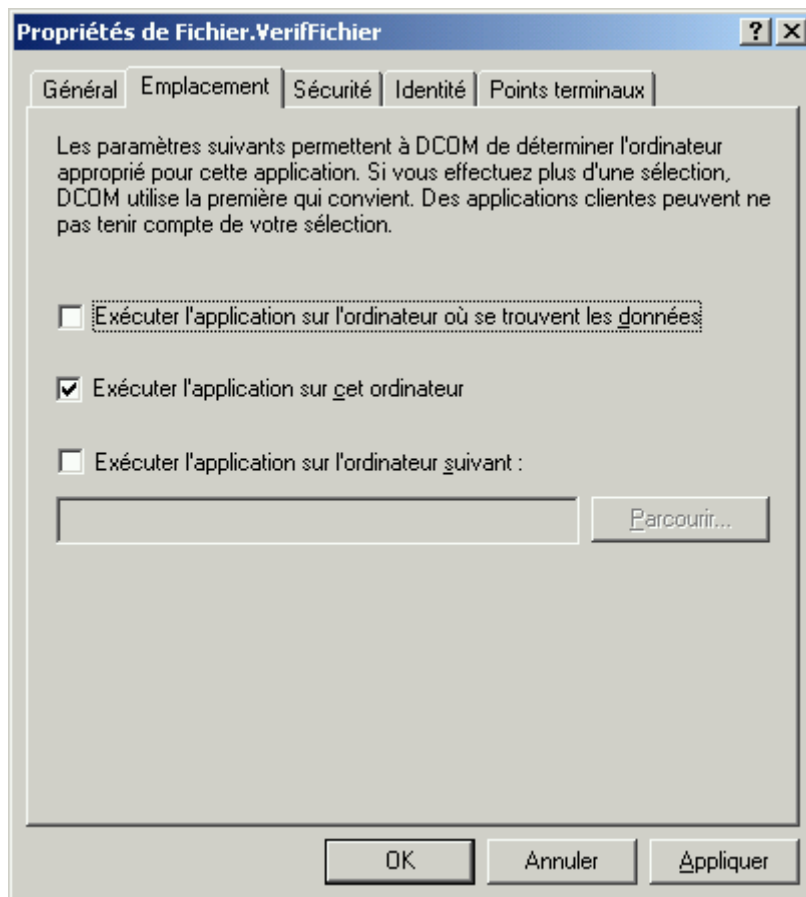 Propriétés de Fichier.VerifFichier
Général Emplacement Sécurité Identité Points terminaux
Les paramètres suivants permettent à DCOM de déterminer l'ordinateur
approprié pour cette application. Si vous effectuez plus d'une sélection,
DCOM utilise la première qui convient. Des applications clientes peuvent ne
pas tenir compte de votre sélection.
Exécuter l'application sur l'ordinateur où se trouvent les données
Exécuter l'application sur cet ordinateur
Exécuter l'application sur l'ordinateur suivant :
Parcourir...
OK Annuler Appliquer